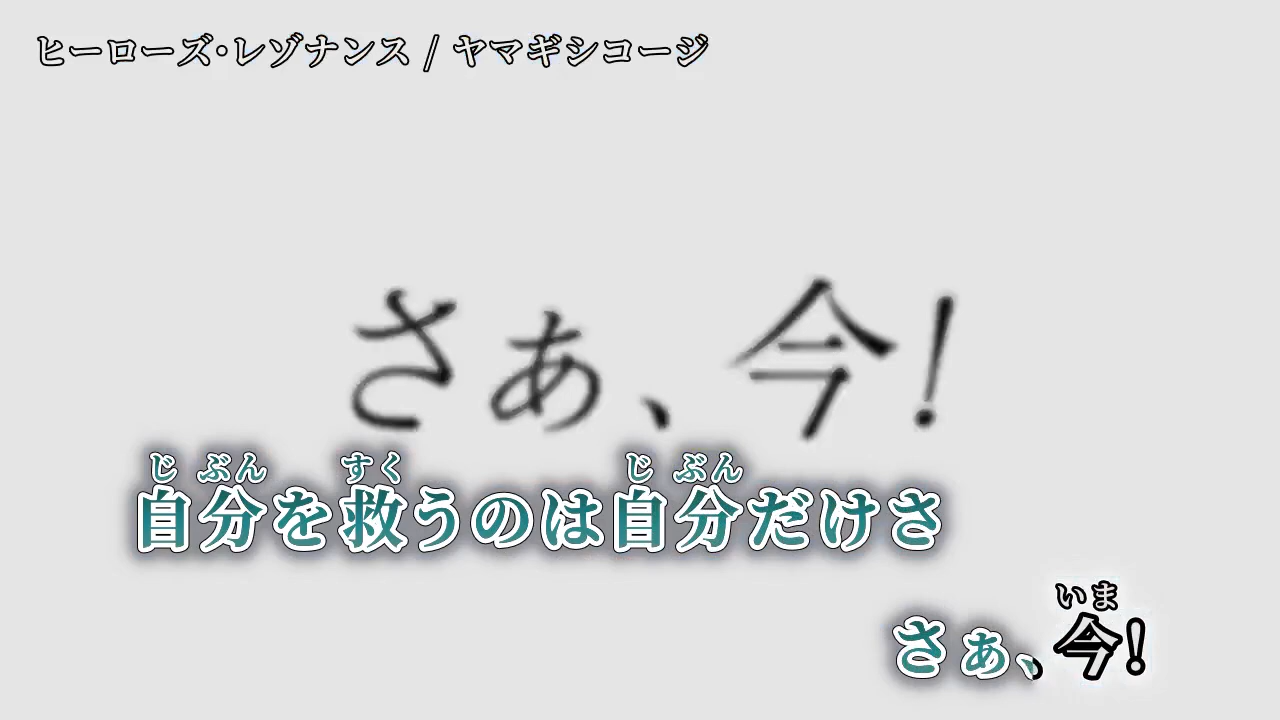 ヒーローズ・レゾナンス / ヤマギシコージ
さぁ、今!
じ ぶん すく じ ぶん
自分を救うのは自分だけさ
いま
さぁ、今!